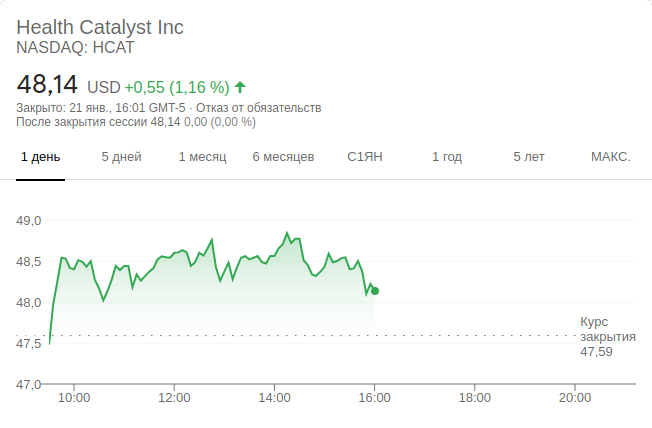 Health Catalyst Inc
NASDAQ: HCAT
48,14 USD +0,55 (1,16 %)
Закрыто: 21 янв., 16:01 GMT-5 · Отказ от обязательств
После закрытия сессии 48,14 0,00 (0,00 %)
1 день 5 дней 1 месяц 6 месяцев С1ЯН 1 год 5 лет МАКС.
49,0
48,5
48,0
Курс
закрытия
47,59
47,5
47,0
10:00 12:00 14:00 16:00 18:00 20:00